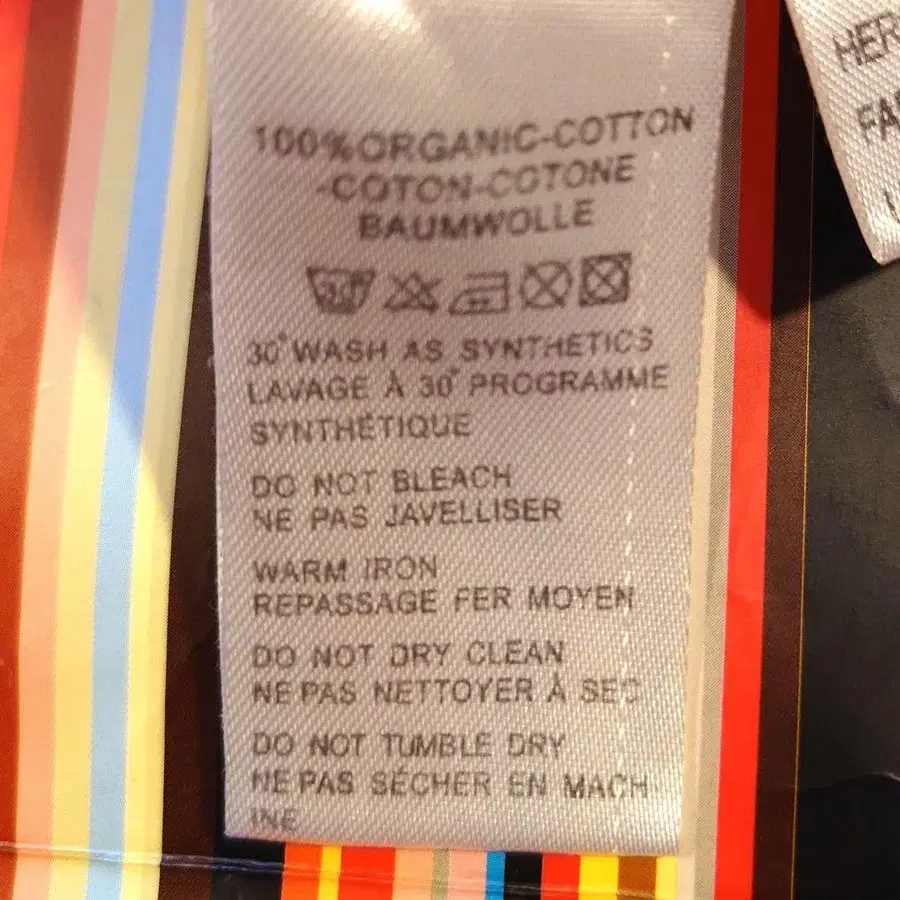 100%ORGANIC-COTTON
-COTON-COTONE
BAUMWOLLE
30
30°WASH AS SYNTHETICS
LAVAGE À 30° PROGRAMME
SYNTHÉTIQUE
DO NOT BLEACH
NE PAS JAVELLISER
WARM IRON
REPASSAGE FER MOYEN
DO NOT DRY CLEAN
NE PAS NETTOYER À SEC
DO NOT TUMBLE DRY
NE PAS SÉCHER EN MACH
INE